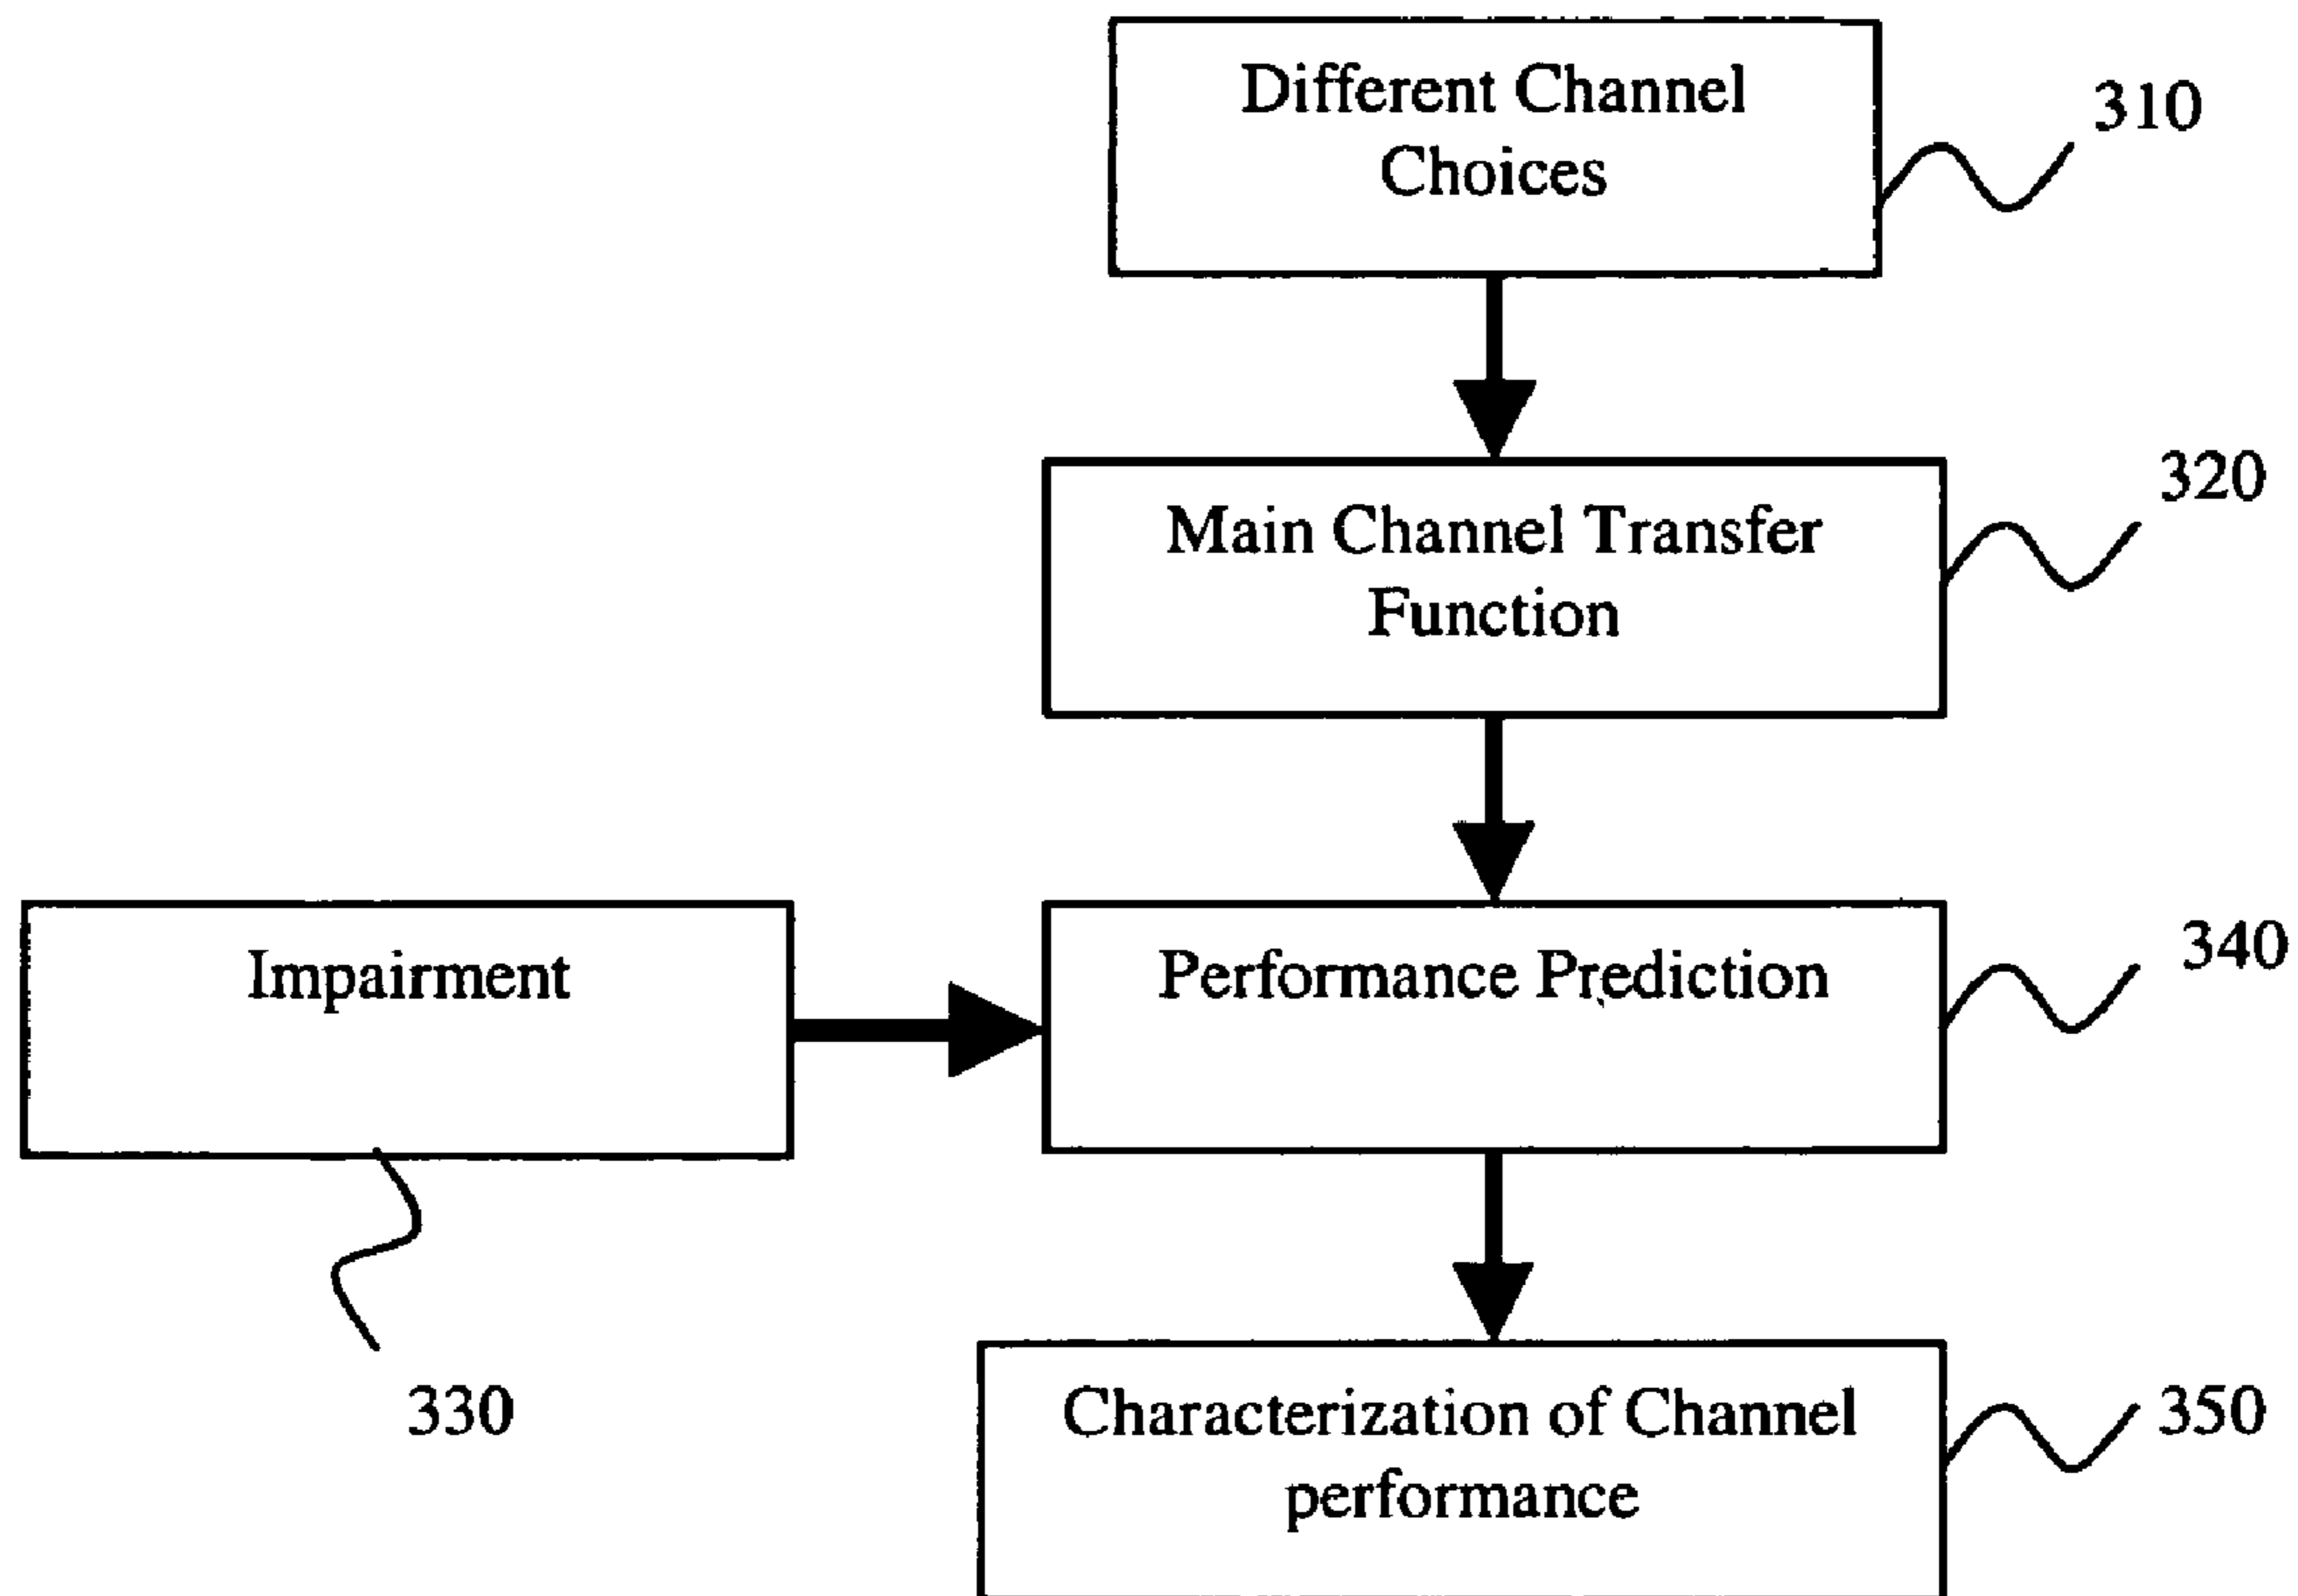 Different Channel
Choices
310
Main Channel Transfer
Function
320
Impairment
330
Performance Prediction
340
Characterization of Channel
performance
350